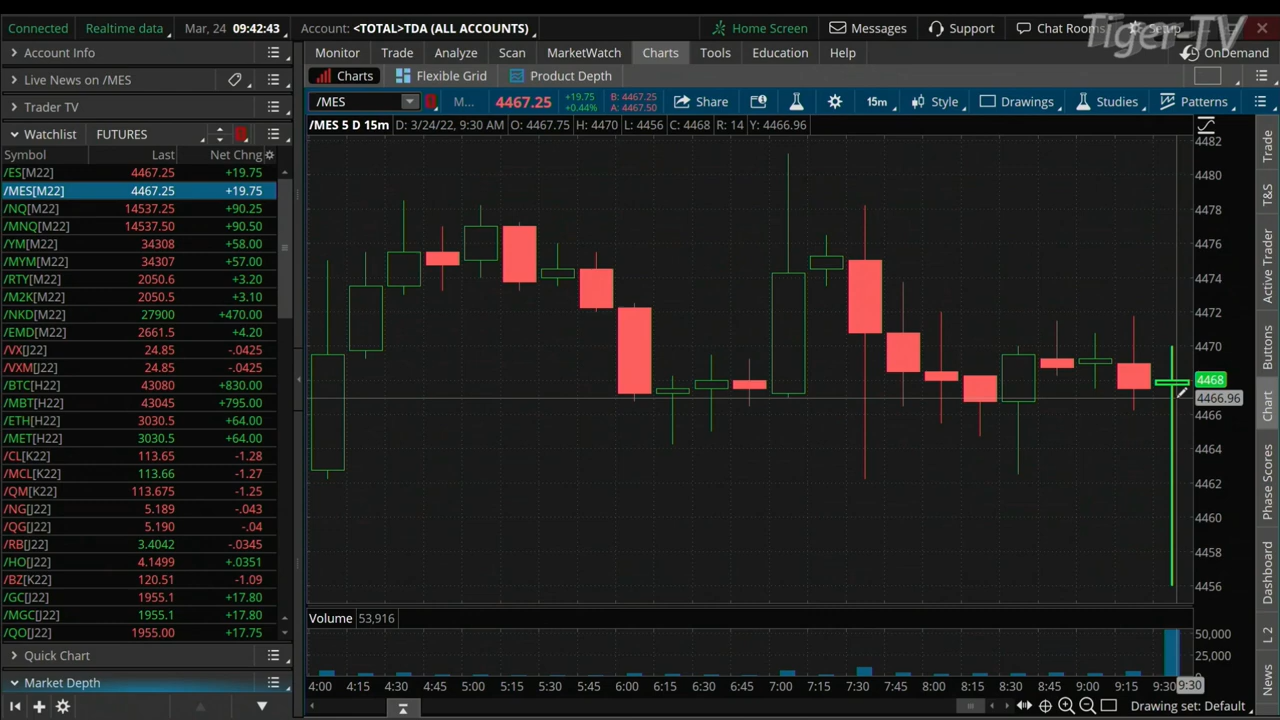 Connected Realtime data Mar, 24 09:42:43 Account: <TOTAL>TDA (ALL ACCOUNTS) Home Screen Messages Support Chat Rooms Setup
Tiger-TV
Account Info Monitor Trade Analyze Scan MarketWatch Charts Tools Education Help OnDemand
Live News on /MES Charts Flexible Grid Product Depth
Trader TV /MES M... 4467.25 +19.75 +0.44% B: 4467.25 A: 4467.50 Share 15m Style Drawings Studies Patterns
Watchlist FUTURES /MES 5 D 15m D: 3/24/22, 9:30 AM O: 4467.75 H: 4470 L: 4456 C: 4468 R: 14 Y: 4466.96
Symbol Last Net Chng
/ES[M22] 4467.25 +19.75
/MES[M22] 4467.25 +19.75
/NQ[M22] 14537.25 +90.25
/MNQ[M22] 14537.50 +90.50
/YM[M22] 34308 +58.00
/MYM[M22] 34307 +57.00
/RTY[M22] 2050.6 +3.20
/M2K[M22] 2050.5 +3.10
/NKD[M22] 27900 +470.00
/EMD[M22] 2661.5 +4.20
/VX[J22] 24.85 -.0425
/VXM[J22] 24.85 -.0425
/BTC[H22] 43080 +830.00
/MBT[H22] 43045 +795.00
/ETH[H22] 3030.5 +64.00
/MET[H22] 3030.5 +64.00
/CL[K22] 113.65 -1.28
/MCL[K22] 113.66 -1.27
/QM[K22] 113.675 -1.25
/NG[J22] 5.189 -.043
/QG[J22] 5.190 -.04
/RB[J22] 3.4042 -.0345
/HO[J22] 4.1499 +.0351
/BZ[K22] 120.51 -1.09
/GC[J22] 1955.1 +17.80
/MGC[J22] 1955.1 +17.80
/QO[J22] 1955.00 +17.75
Quick Chart
Market Depth
4482
4480
4478
4476
4474
4472
4470
4468
4466.96
4466
4464
4462
4460
4458
4456
Volume 53,916
50,000
25,000
4:00 4:15 4:30 4:45 5:00 5:15 5:30 5:45 6:00 6:15 6:30 6:45 7:00 7:15 7:30 7:45 8:00 8:15 8:30 8:45 9:00 9:15 9:30 9:30
Drawing set: Default
Trade
T&S
Active Trader
Buttons
Chart
Phase Scores
Dashboard
L 2
News